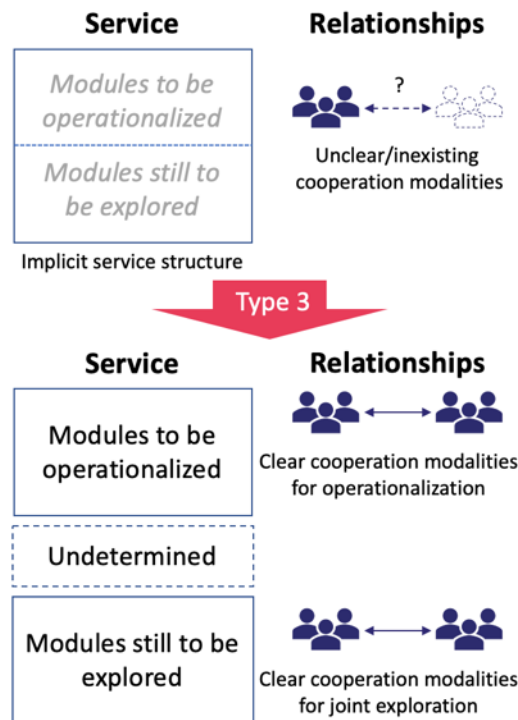 Service
Relationships
Modules to be
operationalized
Modules still to
be explored
?
Unclear/inexisting
cooperation modalities
Implicit service structure
Type 3
Service
Relationships
Modules to be
operationalized
Clear cooperation modalities
for operationalization
Undetermined
Modules still to be
explored
Clear cooperation modalities
for joint exploration